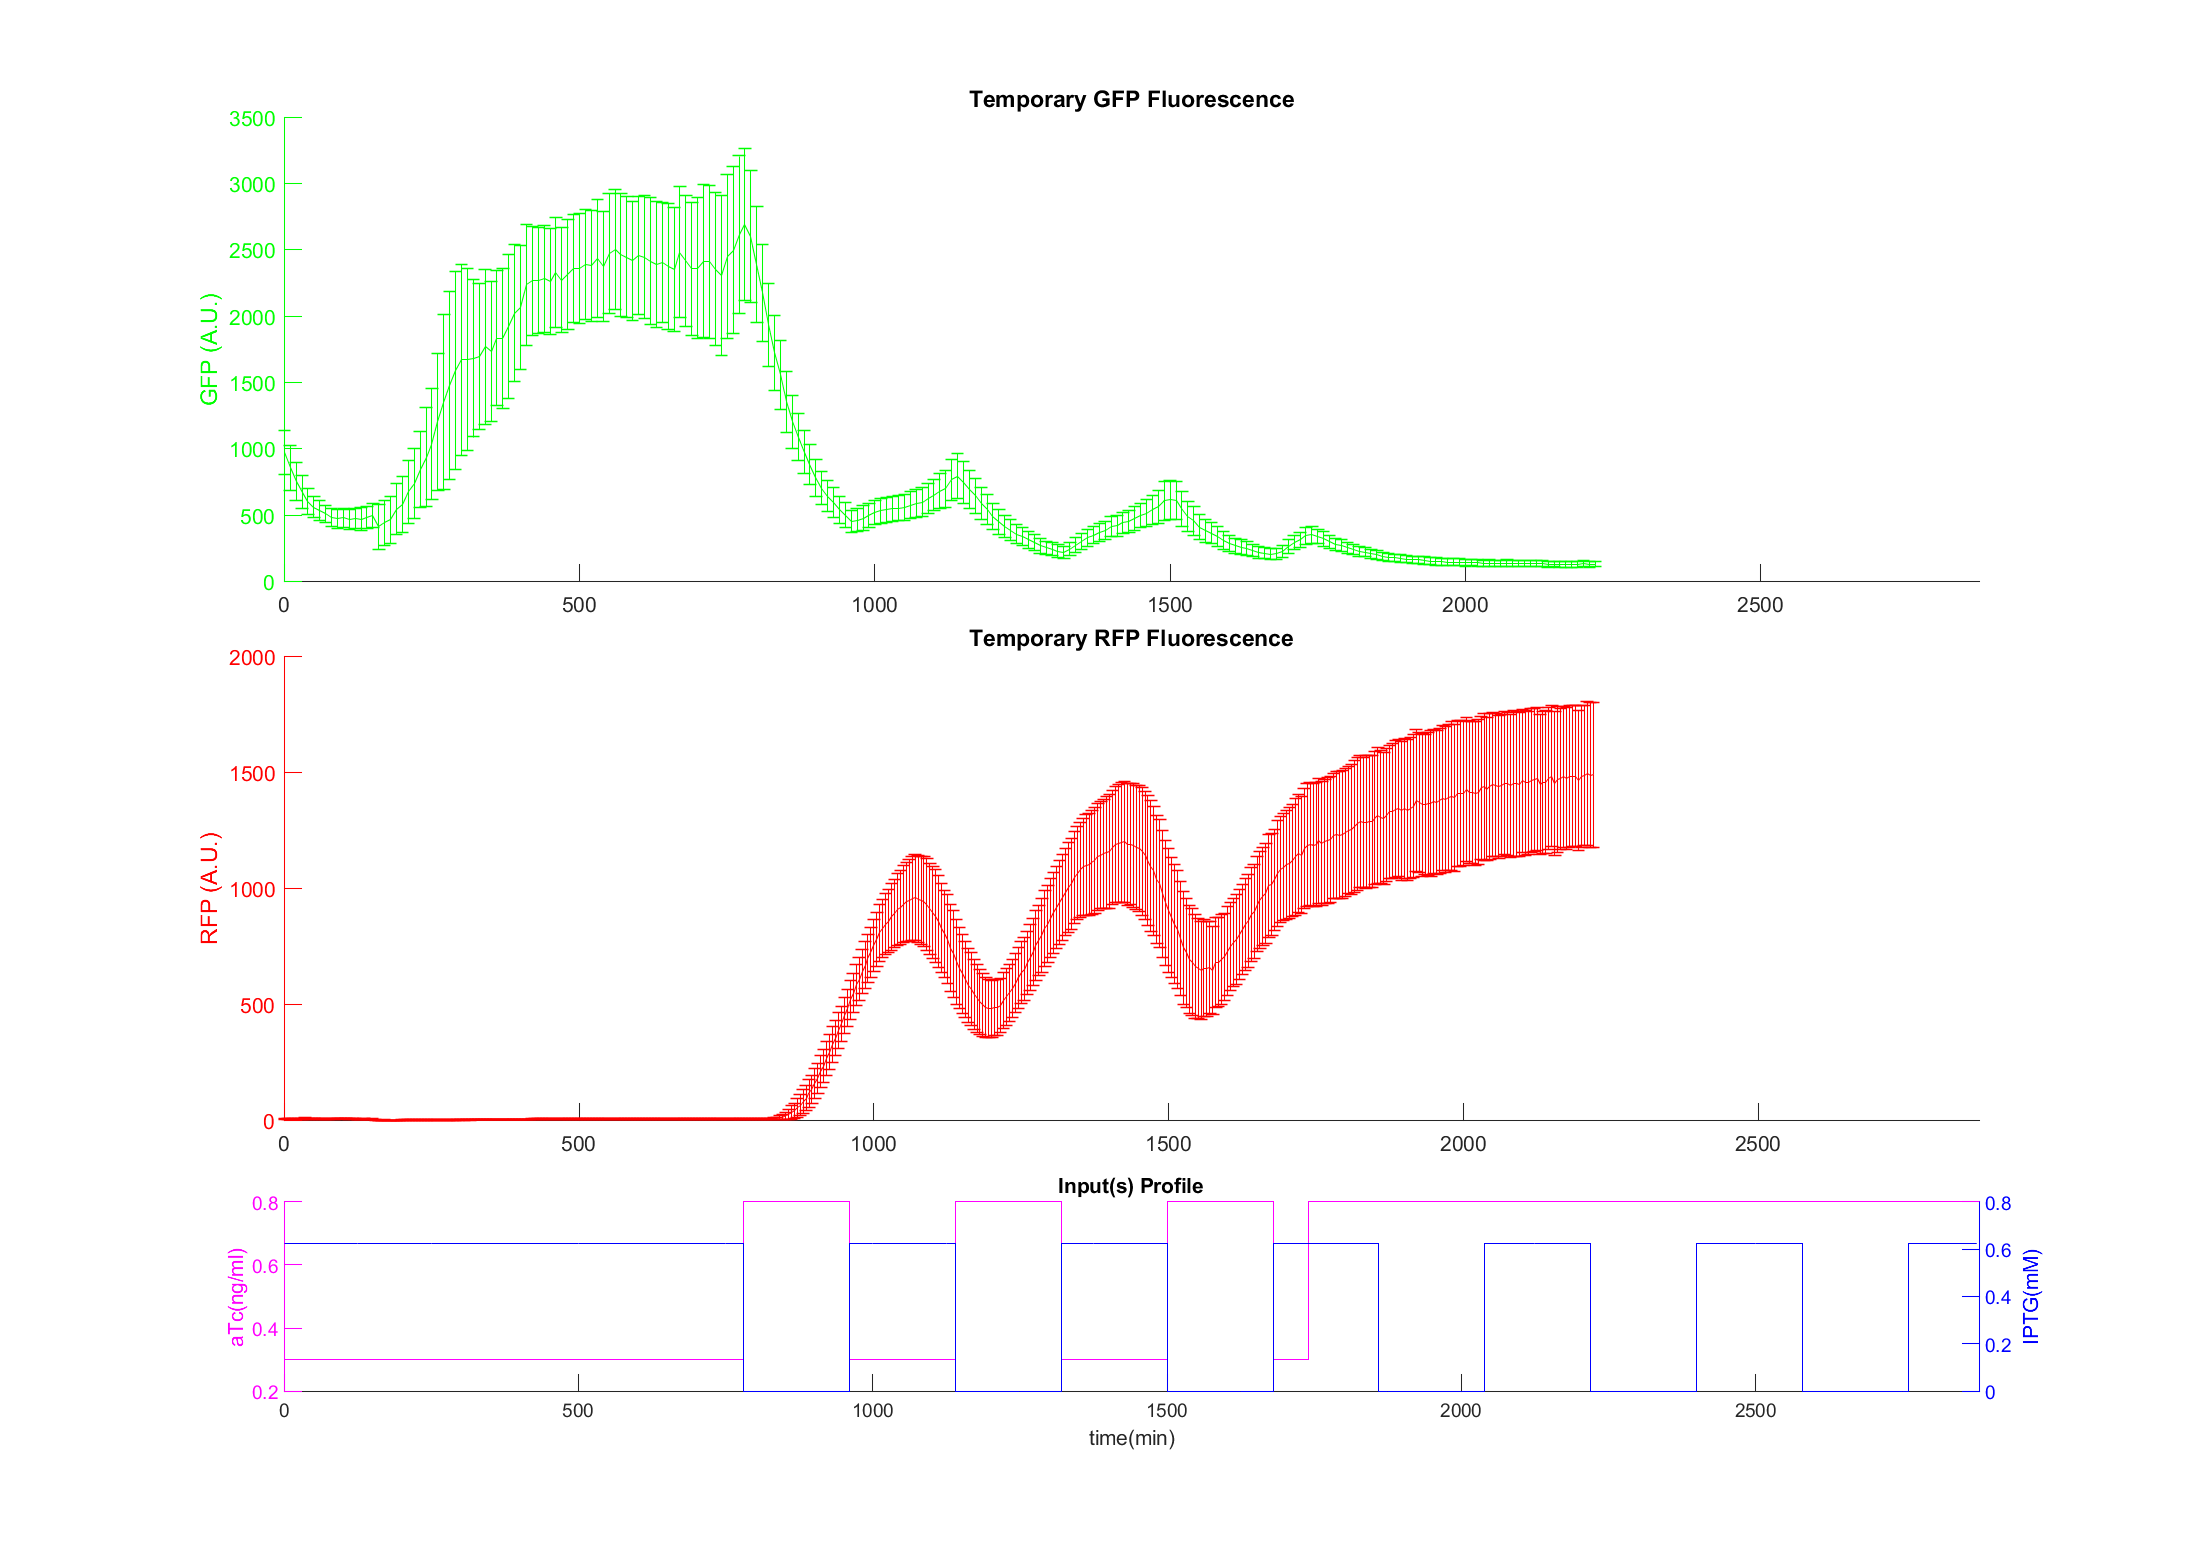 Temporary GFP Fluorescence
3500
3000
2500
2000
1500
1000
500
0
GFP (A.U.)
0 500 1000 1500 2000 2500
Temporary RFP Fluorescence
2000
1500
1000
500
0
RFP (A.U.)
0 500 1000 1500 2000 2500
Input(s) Profile
0.8
0.6
0.4
0.2
aTc(ng/ml)
0.8
0.6
0.4
0.2
0
IPTG(mM)
0 500 1000 1500 2000 2500
time(min)